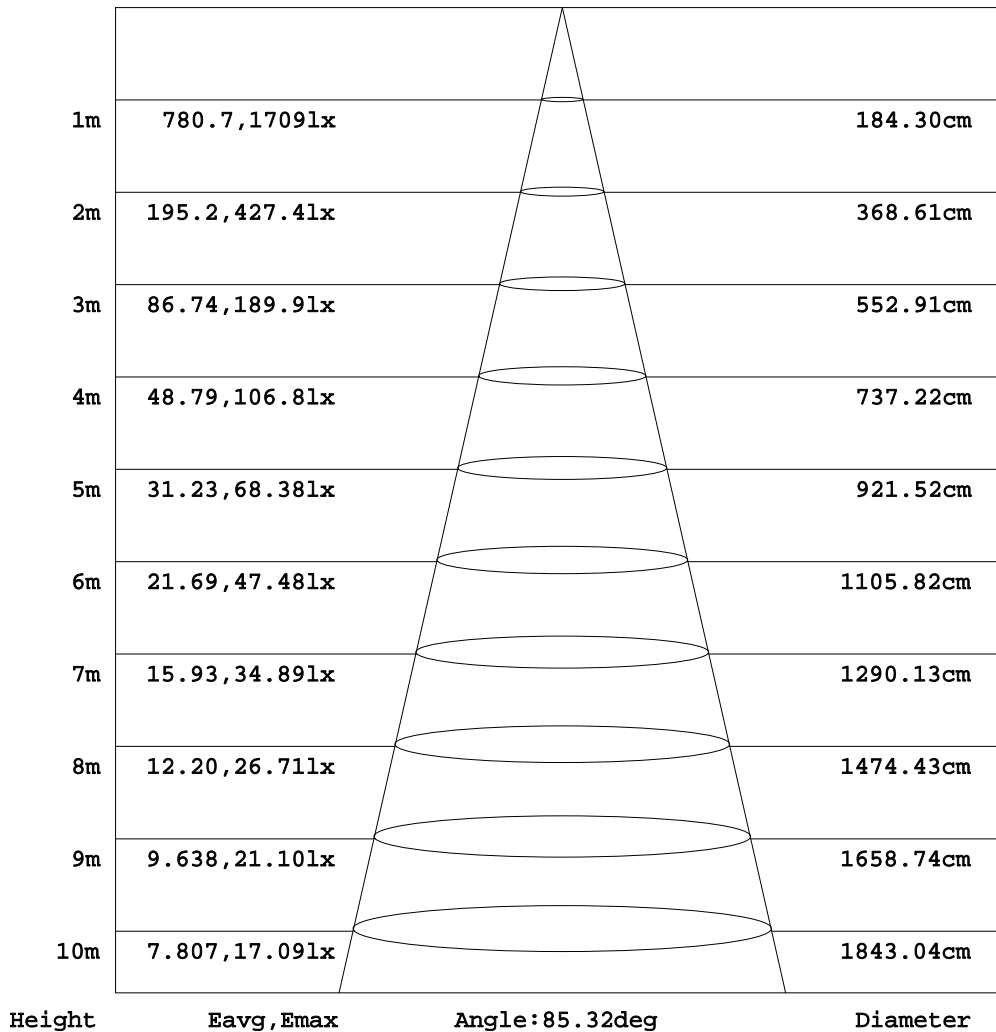 1m 780.7,1709lx 184.30cm
2m 195.2,427.4lx 368.61cm
3m 86.74,189.9lx 552.91cm
4m 48.79,106.8lx 737.22cm
5m 31.23,68.38lx 921.52cm
6m 21.69,47.48lx 1105.82cm
7m 15.93,34.89lx 1290.13cm
8m 12.20,26.71lx 1474.43cm
9m 9.638,21.10lx 1658.74cm
10m 7.807,17.09lx 1843.04cm
Height Eavg,Emax Angle:85.32deg Diameter